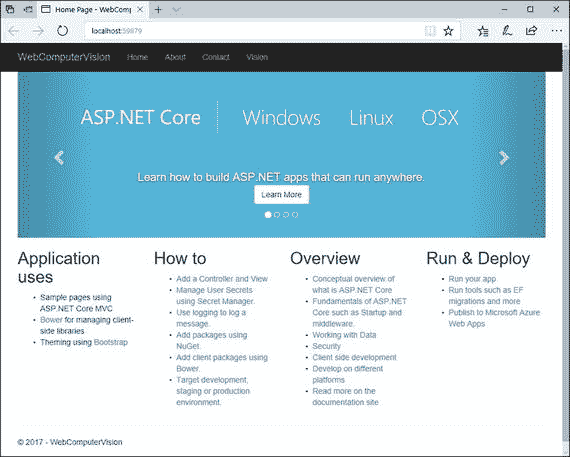 Home Page - WebComp
localhost:59879
WebComputerVision Home About Contact Vision
ASP.NET Core Windows Linux OSX
Learn how to build ASP.NET apps that can run anywhere.
Learn More
Application
uses
Sample pages using
ASP.NET Core MVC
Bower for managing client-
side libraries
Theming using Bootstrap
How to
Add a Controller and View
Manage User Secrets
using Secret Manager.
Use logging to log a
message.
Add packages using
NuGet.
Add client packages using
Bower.
Target development,
staging or production
environment.
Overview
Conceptual overview of
what is ASP.NET Core
Fundamentals of ASP.NET
Core such as Startup and
middleware.
Working with Data
Security
Client side development
Develop on different
platforms
Read more on the
documentation site
Run & Deploy
Run your app
Run tools such as EF
migrations and more
Publish to Microsoft Azure
Web Apps
© 2017 - WebComputerVision